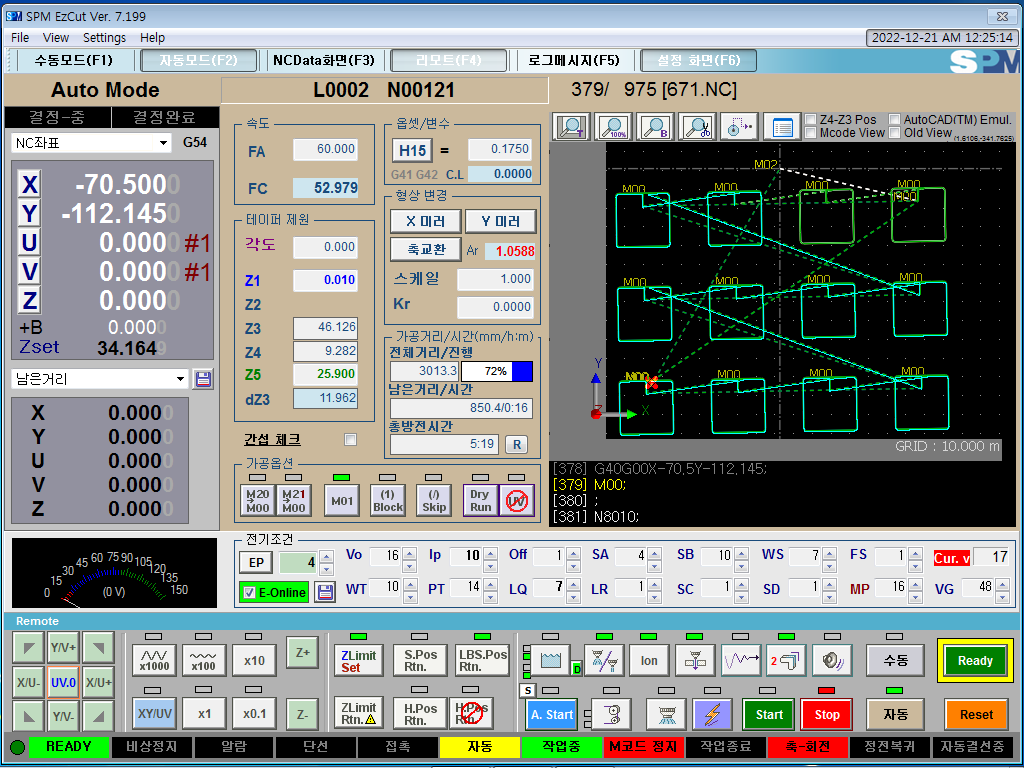 SPM EzCut Ver. 7.199
File View Settings Help
2022-12-21 AM 12:25:14
수동모드(F1) 자동모드(F2) NCData화면(F3) 리모트(F4) 로그메시지(F5) 설정 화면(F6)
SPM
Auto Mode
L0002 N00121
379/ 975 [671.NC]
결정-중 결정완료
NC좌표 G54
X -70.5000
Y -112.1450
U 0.0000 #1
V 0.0000 #1
Z 0.0000
+B 0.0000
Zset 34.1649
남은거리
X 0.0000
Y 0.0000
U 0.0000
V 0.0000
Z 0.0000
속도
FA 60.000
FC 52.979
테이퍼 제원
각도 0.000
Z1 0.010
Z2
Z3 46.126
Z4 9.282
Z5 25.900
dZ3 11.962
간섭 체크
옵셋/변수
H15 = 0.1750
G41 G42 C.L 0.0000
형상 변경
X 미러 Y 미러
축교환 Ar 1.0588
스케일 1.000
Kr 0.0000
가공거리/시간(mm/h:m)
전체거리/진행
3013.3 72%
남은거리/시간
850.4/0:16
총방전시간
5:19 R
가공옵션
M20 M00
M21 M00
M01
(1) Block
(/) Skip
Dry Run
UV
T 100% B
Z4-Z3 Pos AutoCAD(TM) Emul.
Mcode View Old View
(1.6106,-341.7625)
M02
M00 M00 M00 M00
M00
M00 M00 M00 M00
M00 M00 M00 M00
Y
Z X
GRID : 10.000 m
[378] G40G00X-70,5Y-112,145;
[379] M00;
[380] ;
[381] N8010;
0 15 30 45 60 75 90 105 120 135 150
(0 V)
전기조건
EP 4
E-Online
Vo 16 Ip 10 Off 1 SA 4 SB 10 WS 7 FS 1 Cur. v 17
WT 10 PT 14 LQ 7 LR 1 SC 1 SD 1 MP 16 VG 48
Remote
Y/V+
X/U- UV.0 X/U+
Y/V-
x1000 x100 x10 Z+
XY/UV x1 x0.1 Z-
ZLimit Set
S.Pos Rtn.
LBS.Pos Rtn.
ZLimit Rtn.
H.Pos Rtn.
D
Ion
2
수동
Ready
S
A. Start
Start
Stop
자동
Reset
READY 비상정지 알람 단선 접촉 자동 작업중 M코드 정지 작업종료 축-회전 정전복귀 자동결선중